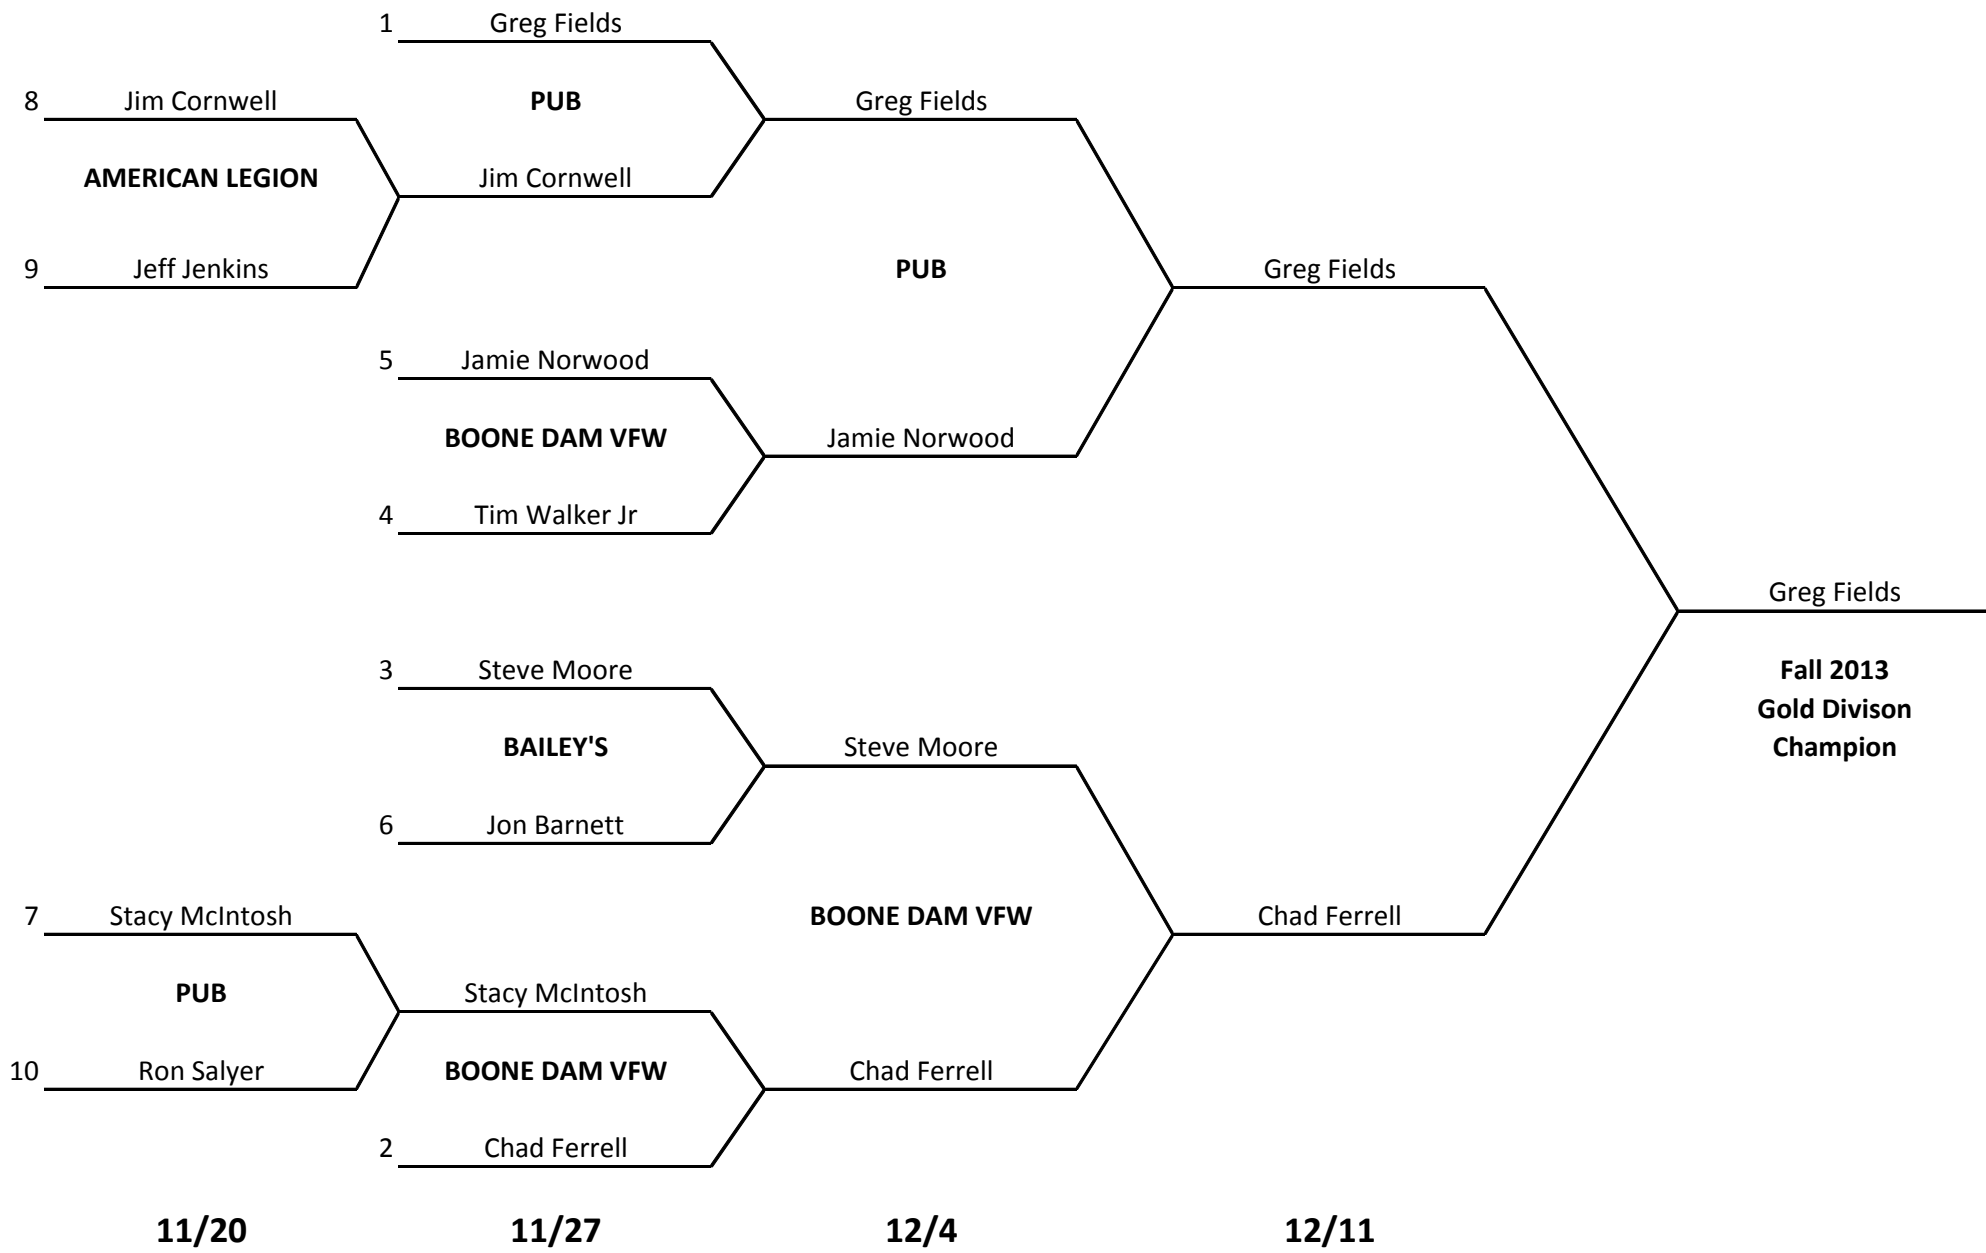 1 Greg Fields
8 Jim Cornwell PUB Greg Fields
AMERICAN LEGION Jim Cornwell
9 Jeff Jenkins PUB Greg Fields
5 Jamie Norwood
BOONE DAM VFW Jamie Norwood
4 Tim Walker Jr
Greg Fields
3 Steve Moore Fall 2013
Gold Divison
BAILEY'S Steve Moore Champion
6 Jon Barnett
7 Stacy McIntosh BOONE DAM VFW Chad Ferrell
PUB Stacy McIntosh
10 Ron Salyer BOONE DAM VFW Chad Ferrell
2 Chad Ferrell
11/20 11/27 12/4 12/11